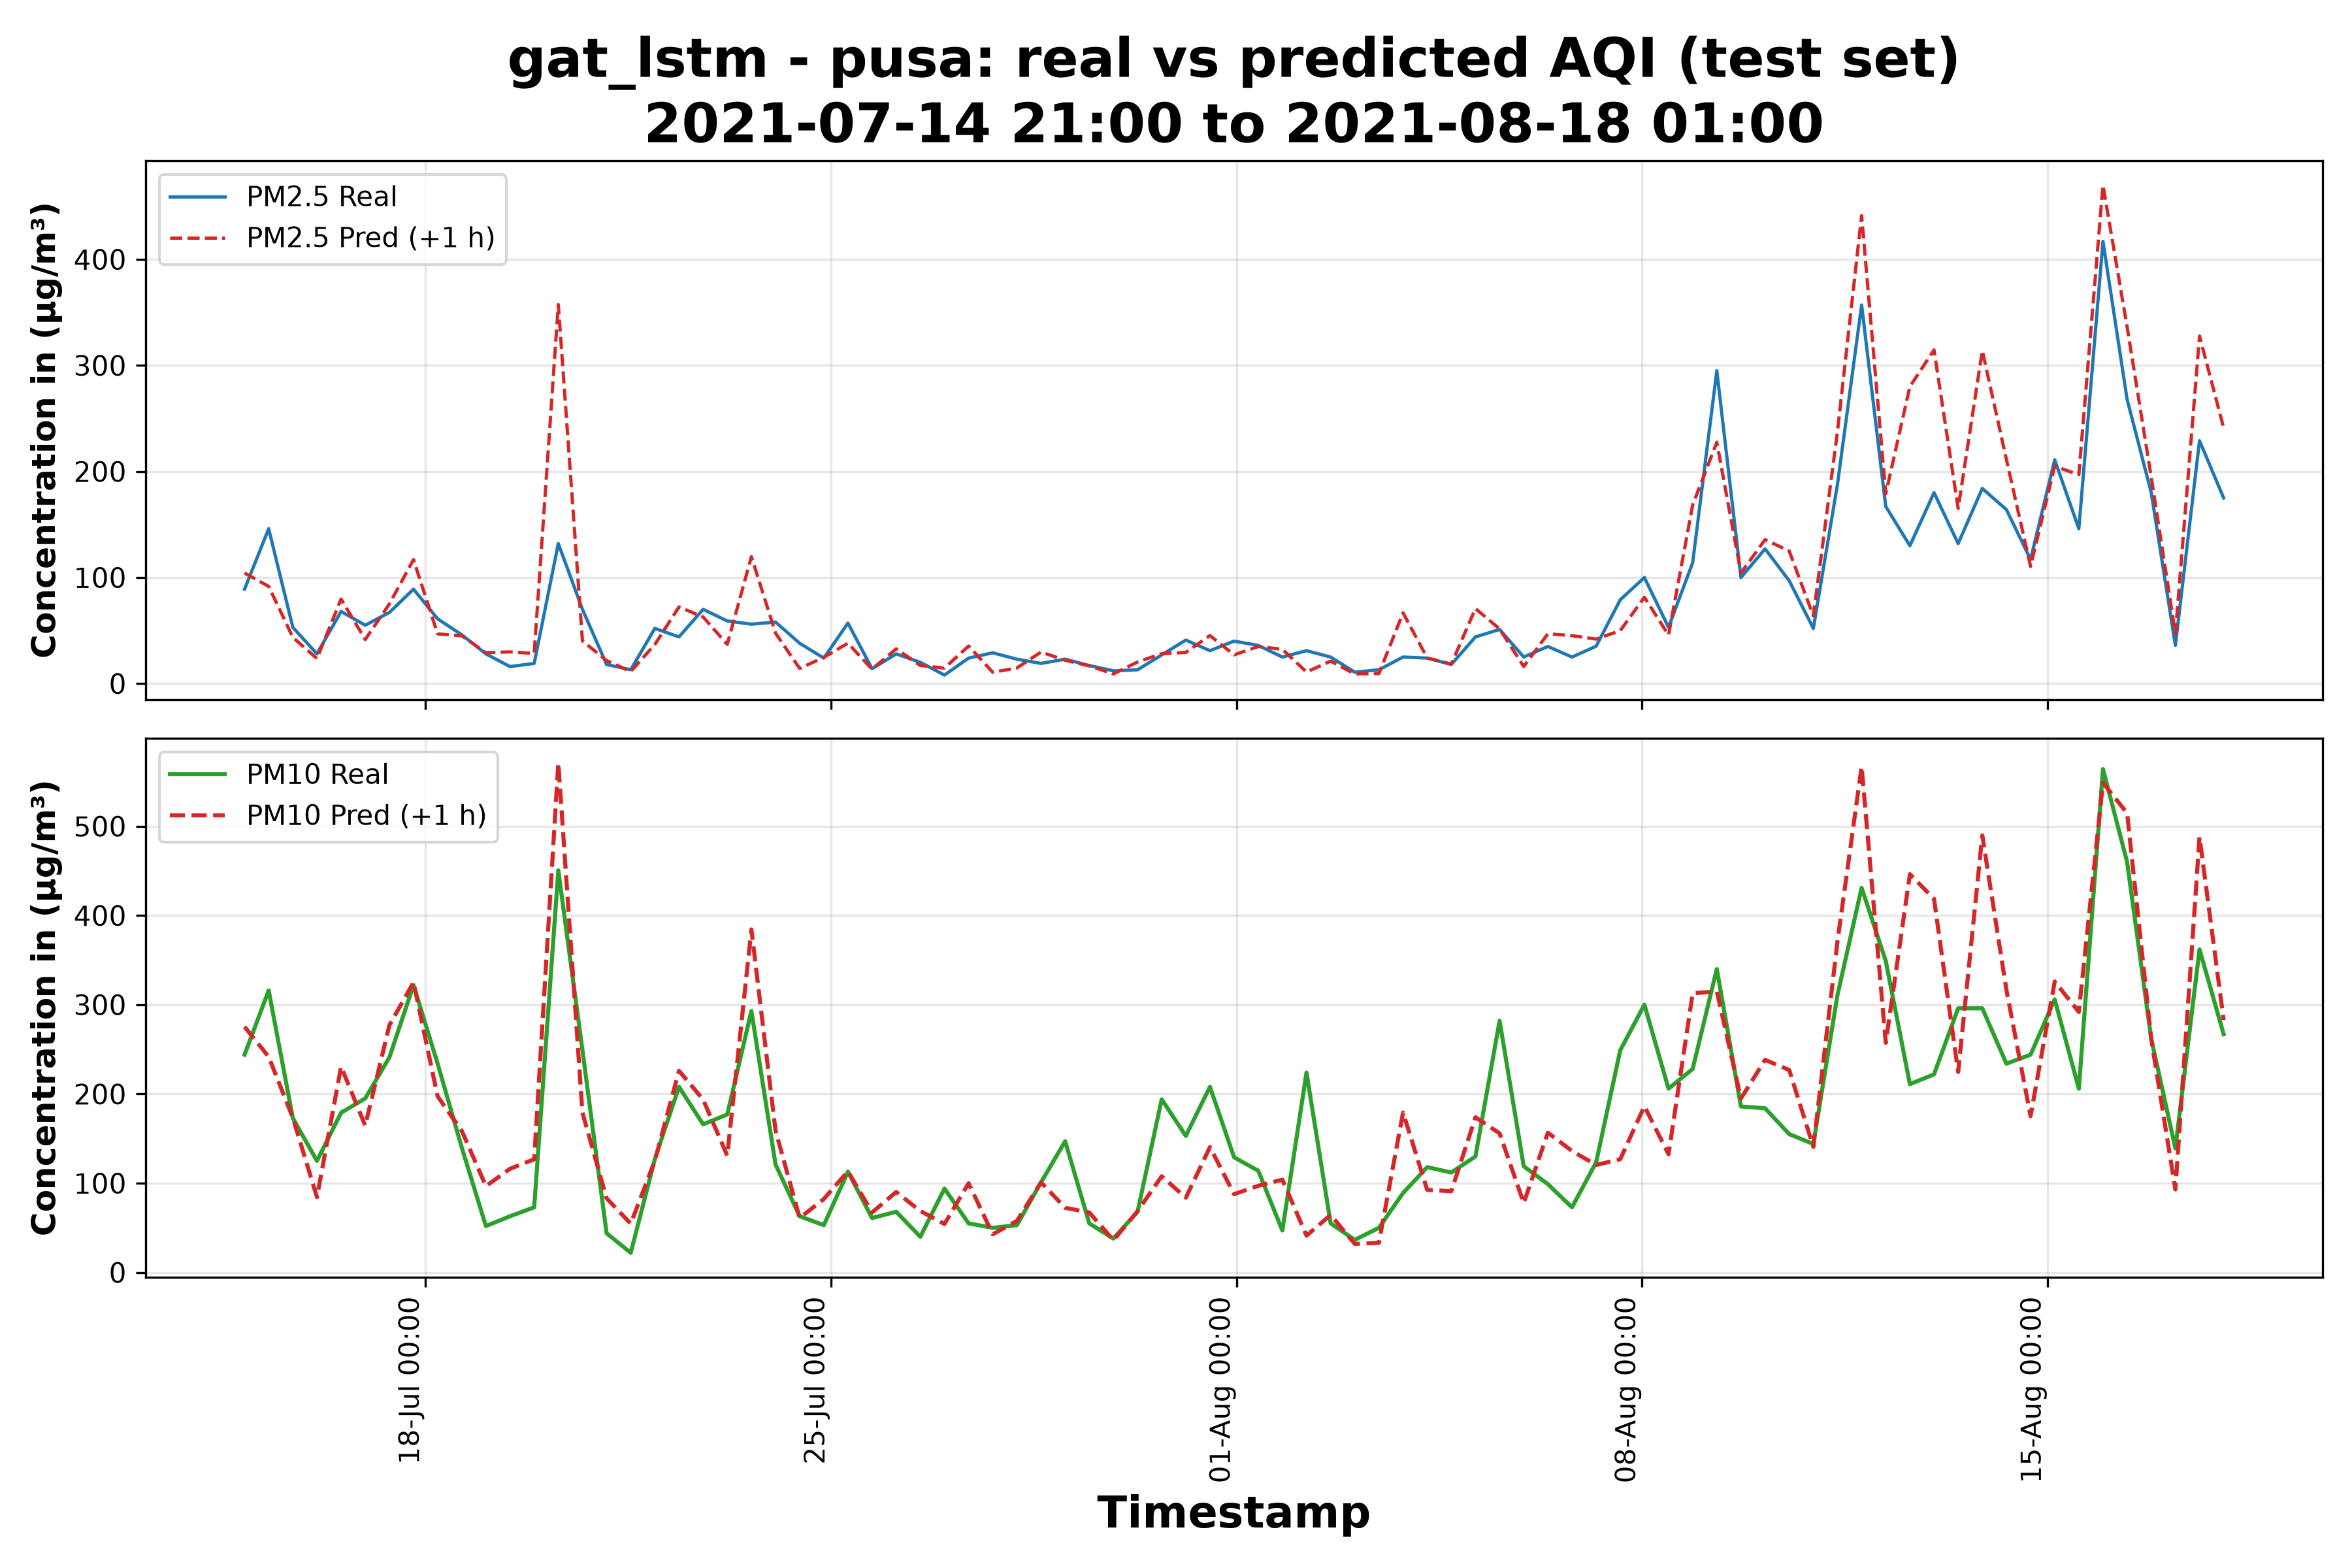 gat_lstm - pusa: real vs predicted AQI (test set)
2021-07-14 21:00 to 2021-08-18 01:00
PM2.5 Real
PM2.5 Pred (+1 h)
Concentration in (µg/m³)
400
300
200
100
0
PM10 Real
PM10 Pred (+1 h)
Concentration in (µg/m³)
500
400
300
200
100
0
18-Jul 00:00
25-Jul 00:00
01-Aug 00:00
08-Aug 00:00
15-Aug 00:00
Timestamp